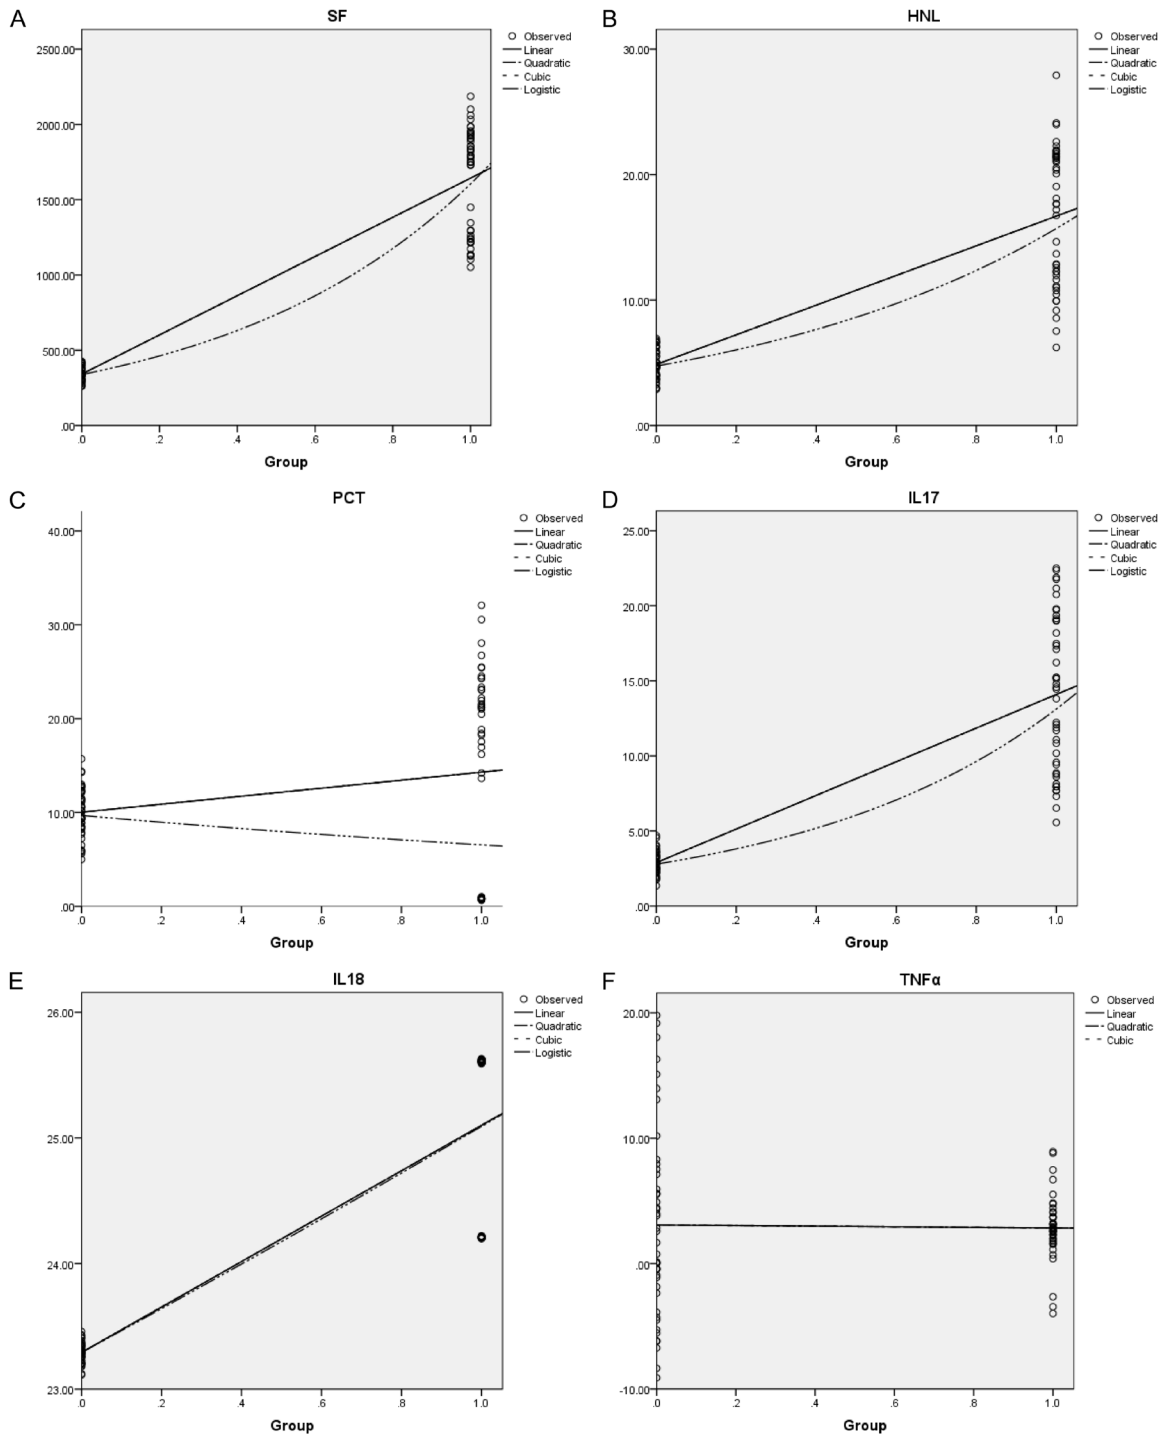 A
SF
Observed
Linear
Quadratic
Cubic
Logistic
2500.00
2000.00
1500.00
1000.00
500.00
.00
.0 .2 .4 .6 .8 1.0
Group
B
HNL
Observed
Linear
Quadratic
Cubic
Logistic
30.00
20.00
10.00
.00
.0 .2 .4 .6 .8 1.0
Group
C
PCT
Observed
Linear
Quadratic
Cubic
Logistic
40.00
30.00
20.00
10.00
.00
.0 .2 .4 .6 .8 1.0
Group
D
IL17
Observed
Linear
Quadratic
Cubic
Logistic
25.00
20.00
15.00
10.00
5.00
.00
.0 .2 .4 .6 .8 1.0
Group
E
IL18
Observed
Linear
Quadratic
Cubic
Logistic
26.00
25.00
24.00
23.00
.0 .2 .4 .6 .8 1.0
Group
F
TNFα
Observed
Linear
Quadratic
Cubic
20.00
10.00
.00
-10.00
.0 .2 .4 .6 .8 1.0
Group